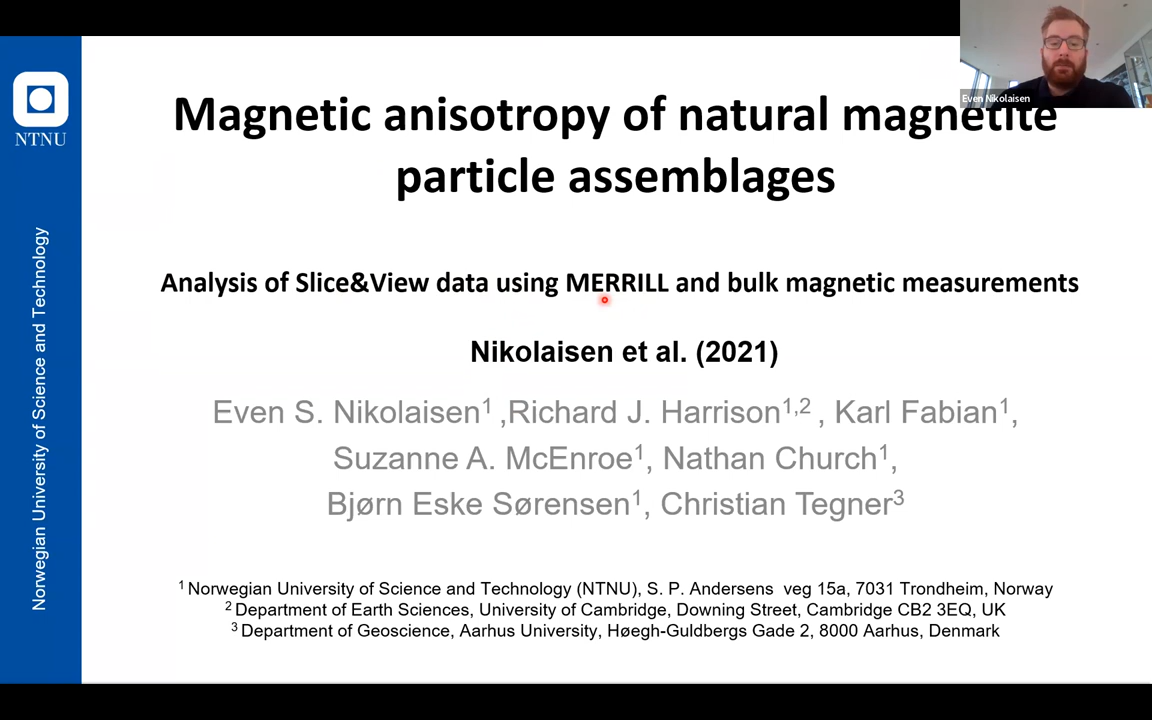 Even Nikolaisen
NTNU
Norwegian University of Science and Technology
Magnetic anisotropy of natural magnetite
particle assemblages
Analysis of Slice&View data using MERRILL and bulk magnetic measurements
Nikolaisen et al. (2021)
Even S. Nikolaisen¹ ,Richard J. Harrison¹,² , Karl Fabian¹,
Suzanne A. McEnroe¹, Nathan Church¹,
Bjørn Eske Sørensen¹, Christian Tegner³
¹ Norwegian University of Science and Technology (NTNU), S. P. Andersens veg 15a, 7031 Trondheim, Norway
² Department of Earth Sciences, University of Cambridge, Downing Street, Cambridge CB2 3EQ, UK
³ Department of Geoscience, Aarhus University, Høegh-Guldbergs Gade 2, 8000 Aarhus, Denmark